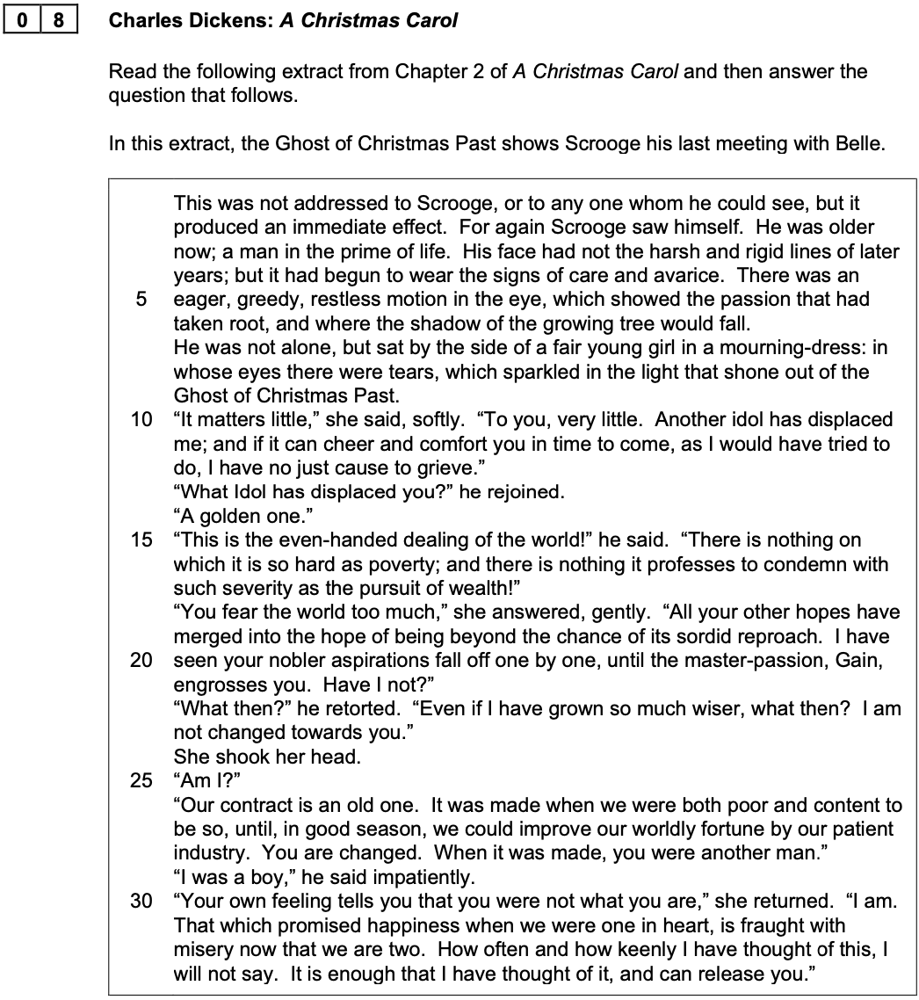 0 8 Charles Dickens: A Christmas Carol
Read the following extract from Chapter 2 of A Christmas Carol and then answer the
question that follows.
In this extract, the Ghost of Christmas Past shows Scrooge his last meeting with Belle.
This was not addressed to Scrooge, or to any one whom he could see, but it
produced an immediate effect.  For again Scrooge saw himself.  He was older
now; a man in the prime of life.  His face had not the harsh and rigid lines of later
years; but it had begun to wear the signs of care and avarice.  There was an
5 eager, greedy, restless motion in the eye, which showed the passion that had
taken root, and where the shadow of the growing tree would fall.
He was not alone, but sat by the side of a fair young girl in a mourning-dress: in
whose eyes there were tears, which sparkled in the light that shone out of the
Ghost of Christmas Past.
10 “It matters little,” she said, softly.  “To you, very little.  Another idol has displaced
me; and if it can cheer and comfort you in time to come, as I would have tried to
do, I have no just cause to grieve.”
“What Idol has displaced you?” he rejoined.
“A golden one.”
15 “This is the even-handed dealing of the world!” he said.  “There is nothing on
which it is so hard as poverty; and there is nothing it professes to condemn with
such severity as the pursuit of wealth!”
“You fear the world too much,” she answered, gently.  “All your other hopes have
merged into the hope of being beyond the chance of its sordid reproach.  I have
20 seen your nobler aspirations fall off one by one, until the master-passion, Gain,
engrosses you.  Have I not?”
“What then?” he retorted.  “Even if I have grown so much wiser, what then?  I am
not changed towards you.”
She shook her head.
25 “Am I?”
“Our contract is an old one.  It was made when we were both poor and content to
be so, until, in good season, we could improve our worldly fortune by our patient
industry.  You are changed.  When it was made, you were another man.”
“I was a boy,” he said impatiently.
30 “Your own feeling tells you that you were not what you are,” she returned.  “I am.
That which promised happiness when we were one in heart, is fraught with
misery now that we are two.  How often and how keenly I have thought of this, I
will not say.  It is enough that I have thought of it, and can release you.”